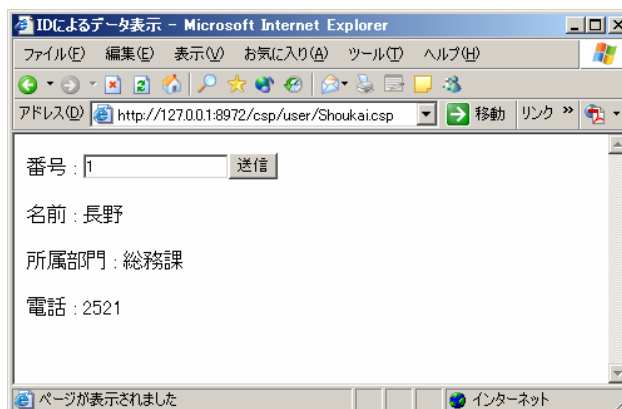 IDによるデータ表示 - Microsoft Internet Explorer
ファイル(F) 編集(E) 表示(V) お気に入り(A) ツール(T) ヘルプ(H)
アドレス(D) http://127.0.0.1:8972/csp/user/Shoukai.csp 移動 リンク »
番号 : 1 送信
名前 : 長野
所属部門 : 総務課
電話 : 2521
ページが表示されました インターネット